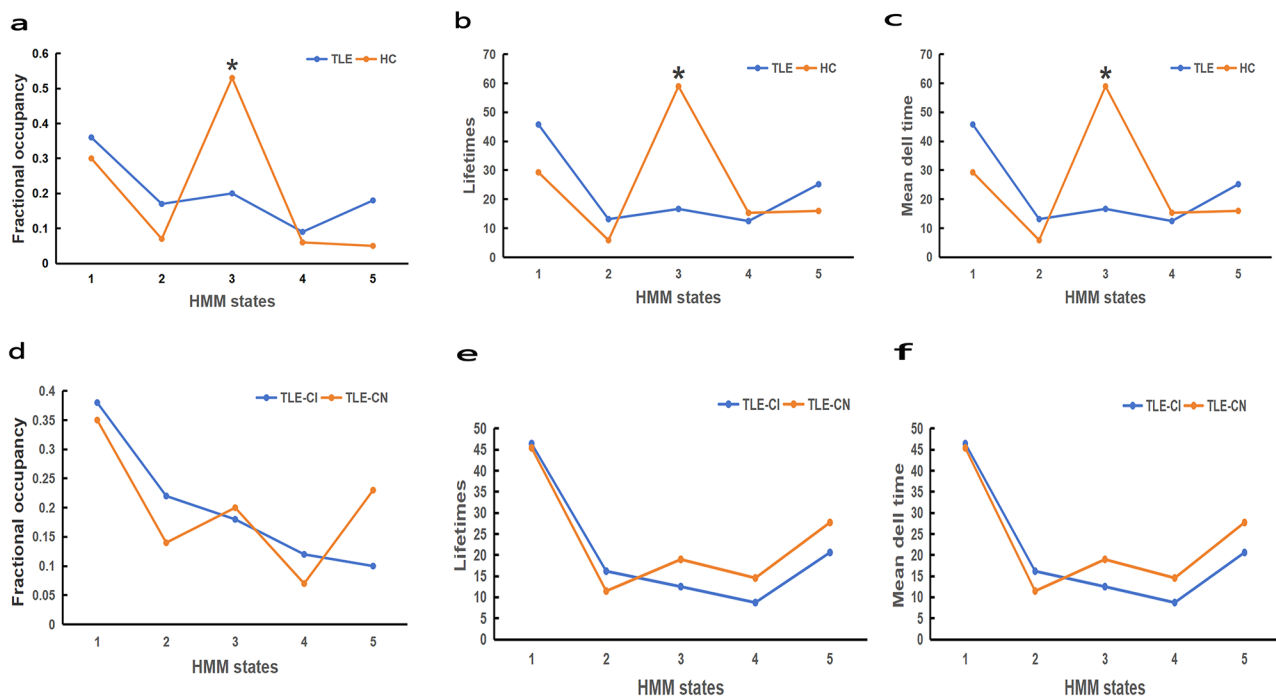 a
Fractional occupancy
0.6
0.5
0.4
0.3
0.2
0.1
0
TLE HC
*
1 2 3 4 5
HMM states
b
Lifetimes
70
60
50
40
30
20
10
0
TLE HC
*
1 2 3 4 5
HMM states
c
Mean dell time
70
60
50
40
30
20
10
0
TLE HC
*
1 2 3 4 5
HMM states
d
Fractional occupancy
0.4
0.35
0.3
0.25
0.2
0.15
0.1
0.05
0
TLE-CI TLE-CN
1 2 3 4 5
HMM states
e
Lifetimes
50
45
40
35
30
25
20
15
10
5
0
TLE-CI TLE-CN
1 2 3 4 5
HMM states
f
Mean dell time
50
45
40
35
30
25
20
15
10
5
0
TLE-CI TLE-CN
1 2 3 4 5
HMM states